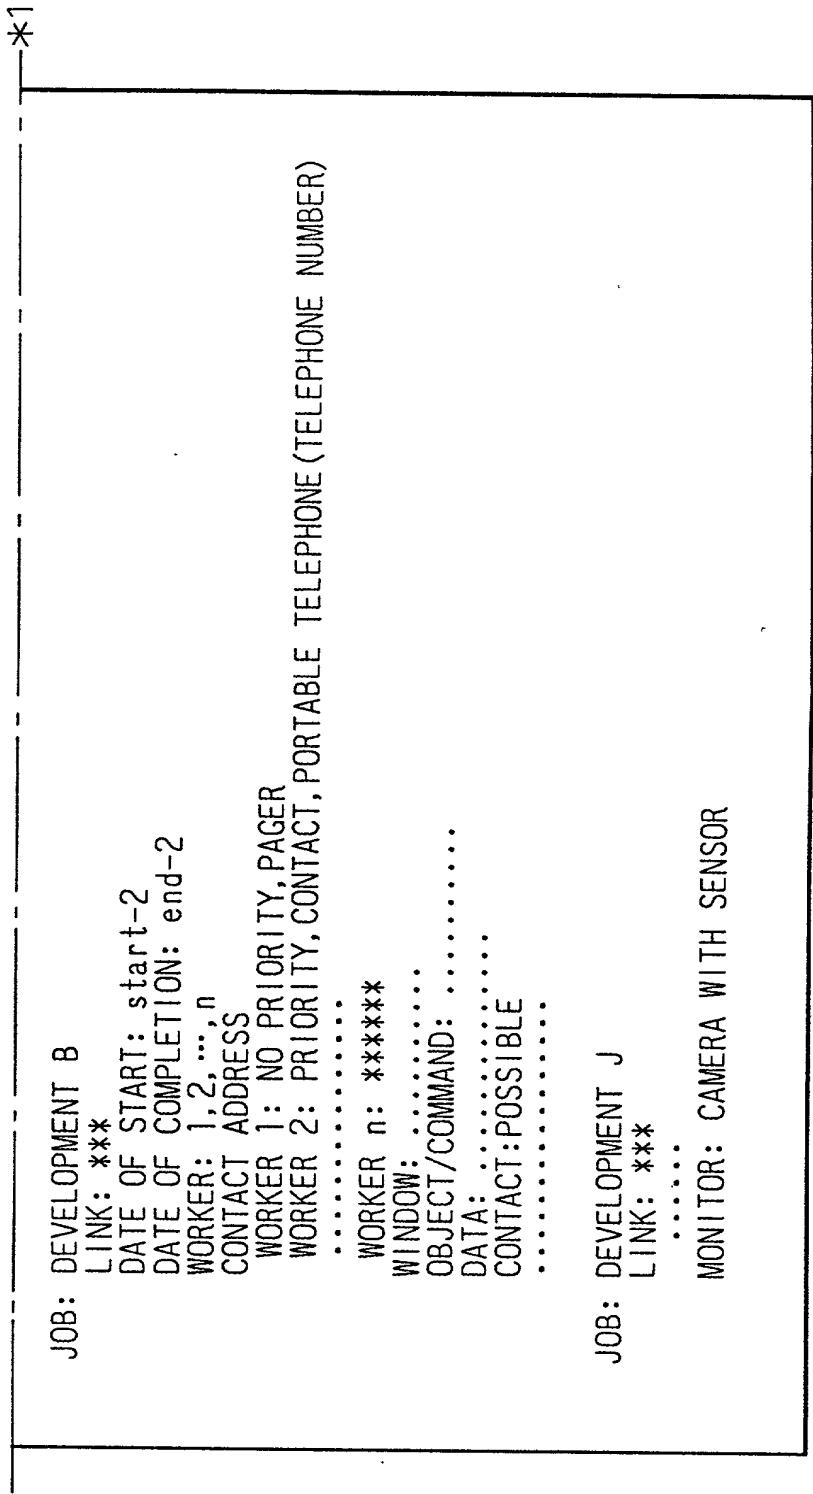 *1
JOB: DEVELOPMENT B
LINK: ***
DATE OF START: start-2
DATE OF COMPLETION: end-2
WORKER: 1,2,…,n
CONTACT ADDRESS
WORKER 1: NO PRIORITY,PAGER
WORKER 2: PRIORITY,CONTACT,PORTABLE TELEPHONE(TELEPHONE NUMBER)
..................
WORKER n: ******
WINDOW: ..........
OBJECT/COMMAND: ..........
DATA: ................
CONTACT:POSSIBLE
..................
JOB: DEVELOPMENT J
LINK: ***
......
MONITOR: CAMERA WITH SENSOR